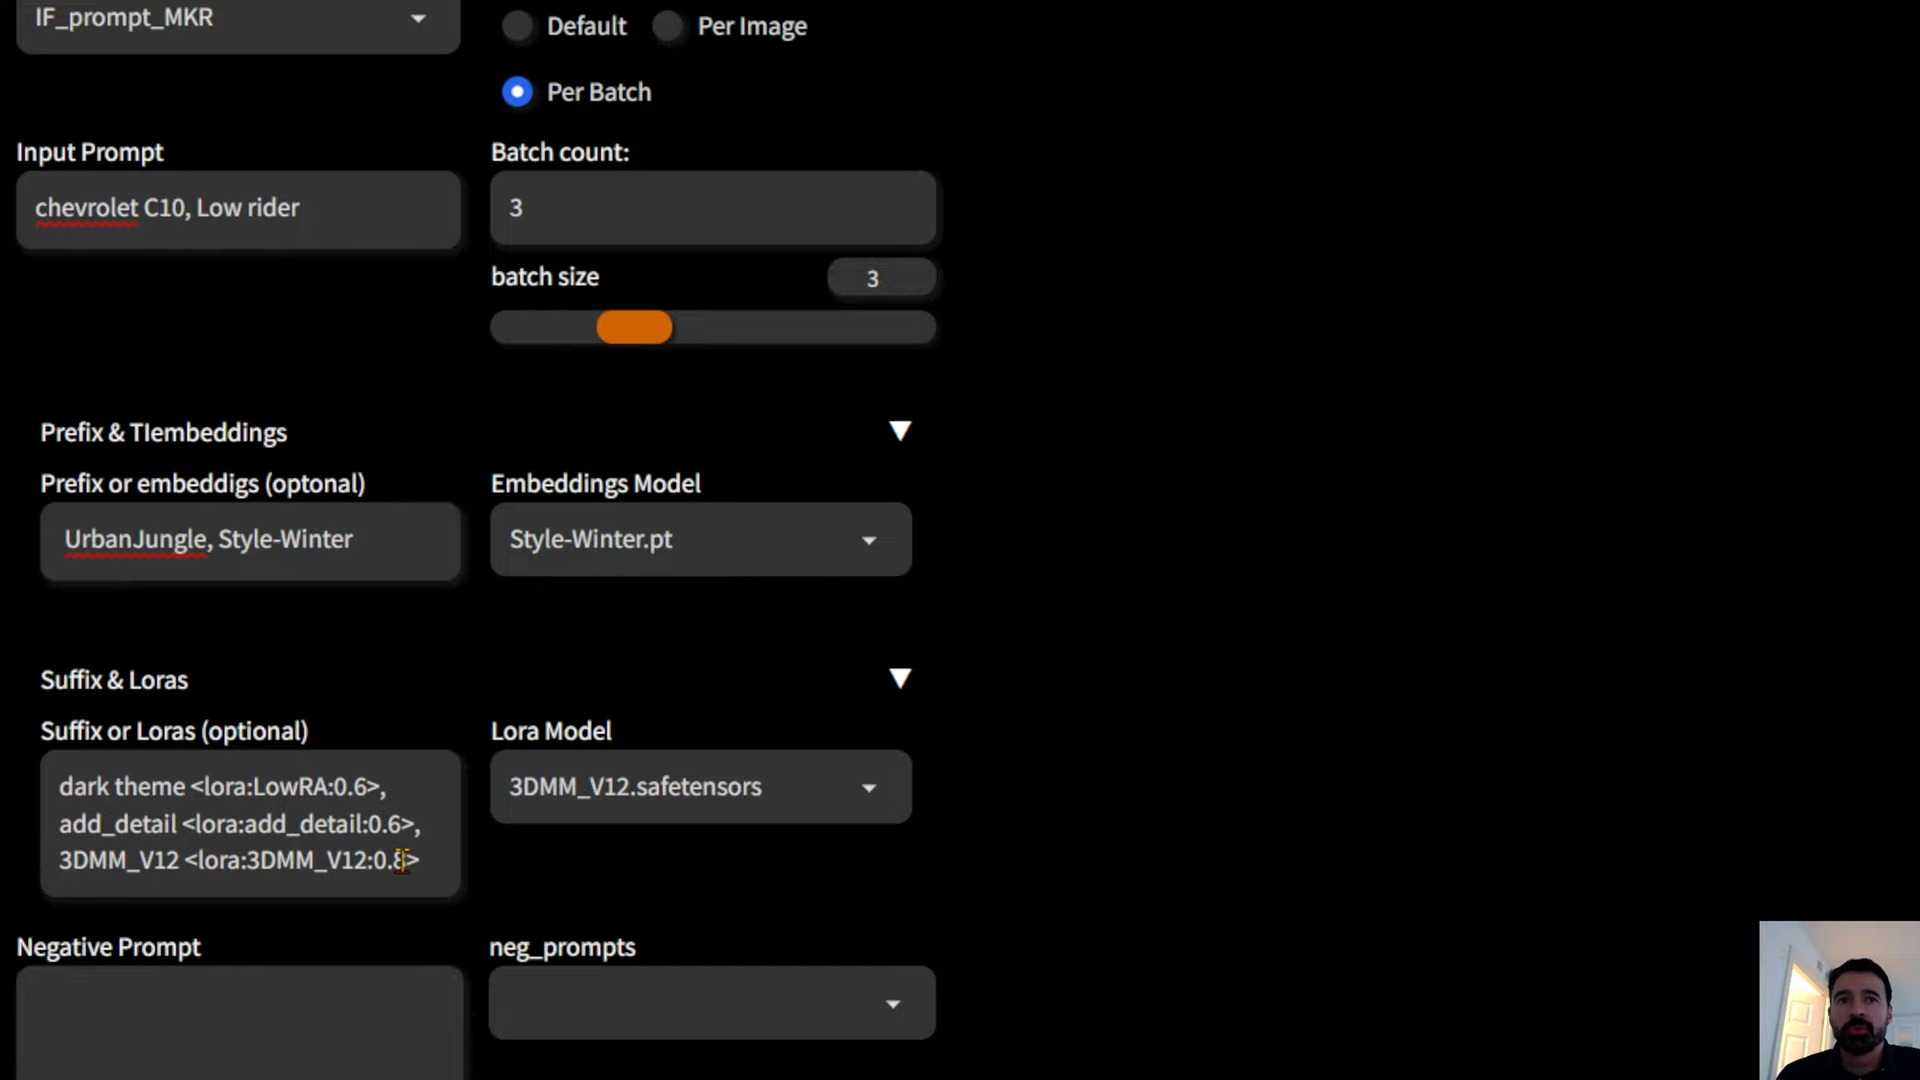 IF_prompt_MKR
Default
Per Image
Per Batch
Input Prompt
chevrolet C10, Low rider
Batch count:
3
batch size
3
Prefix & TIembeddings
Prefix or embeddigs (optonal)
UrbanJungle, Style-Winter
Embeddings Model
Style-Winter.pt
Suffix & Loras
Suffix or Loras (optional)
dark theme <lora:LowRA:0.6>,
add_detail <lora:add_detail:0.6>,
3DMM_V12 <lora:3DMM_V12:0.8>
Lora Model
3DMM_V12.safetensors
Negative Prompt
neg_prompts